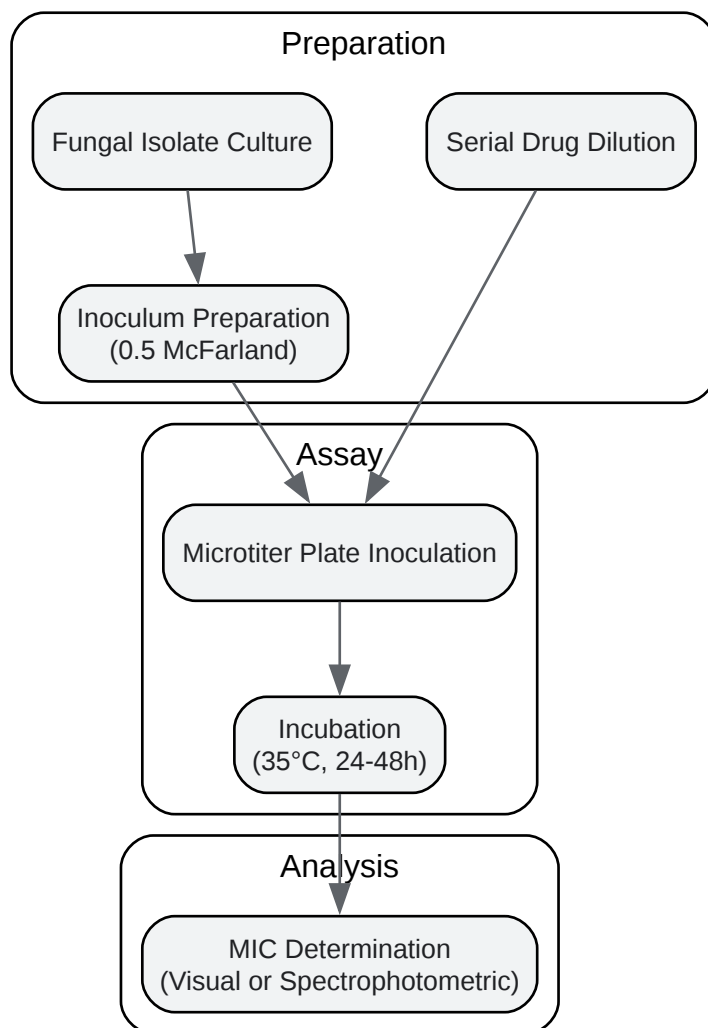 Preparation
Fungal Isolate Culture
Serial Drug Dilution
Inoculum Preparation
(0.5 McFarland)
Assay
Microtiter Plate Inoculation
Incubation
(35°C, 24-48h)
Analysis
MIC Determination
(Visual or Spectrophotometric)